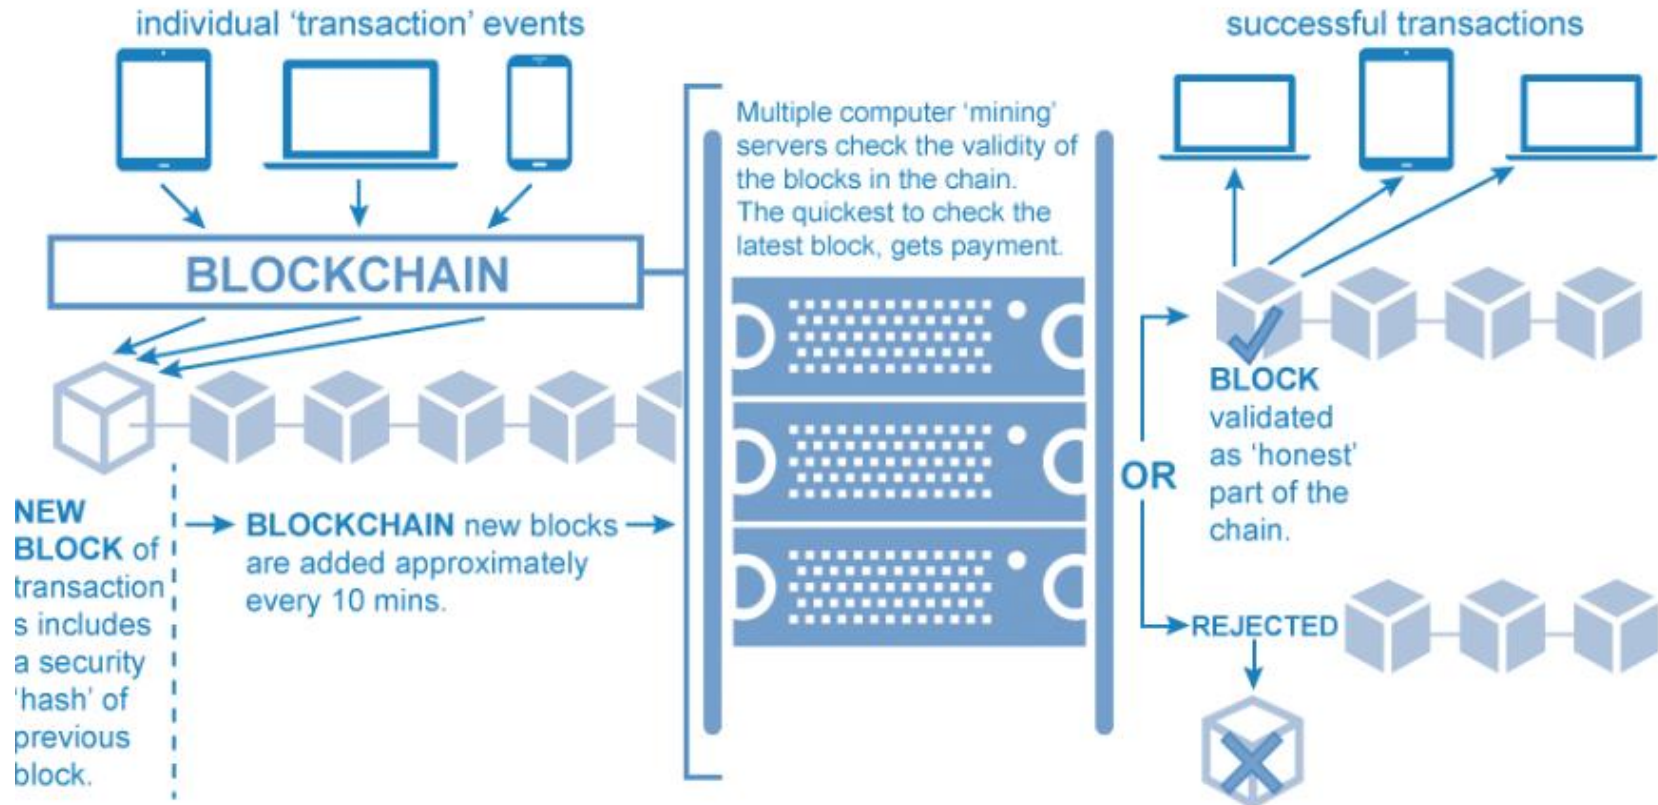 individual 'transaction' events
BLOCKCHAIN
NEW
BLOCK of
transaction
s includes
a security
'hash' of
previous
block.
BLOCKCHAIN new blocks
are added approximately
every 10 mins.
Multiple computer 'mining'
servers check the validity of
the blocks in the chain.
The quickest to check the
latest block, gets payment.
OR
successful transactions
BLOCK
validated
as 'honest'
part of the
chain.
REJECTED